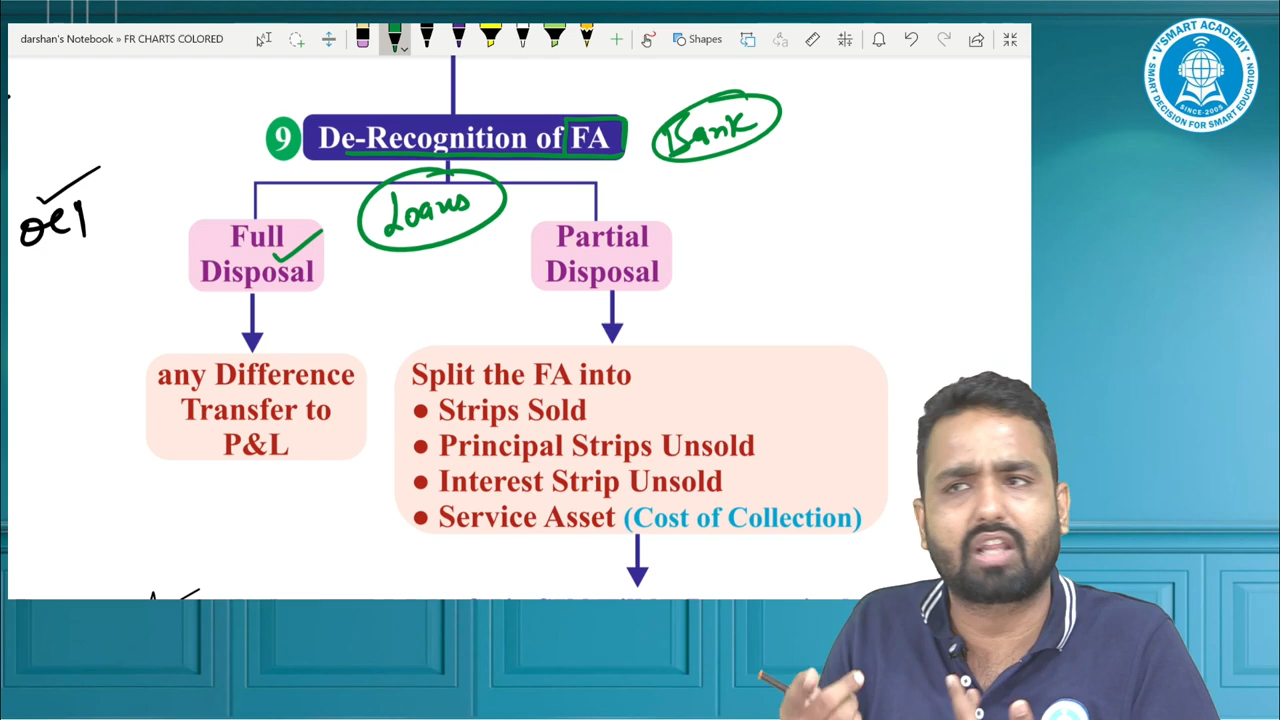 darshan's Notebook » FR CHARTS COLORED
Shapes
V'SMART ACADEMY
SINCE-2005
SMART DECISION FOR SMART EDUCATION
9 De-Recognition of FA
Bank
Loans
OCI
Full
Disposal
Partial
Disposal
any Difference
Transfer to
P&L
Split the FA into
● Strips Sold
● Principal Strips Unsold
● Interest Strip Unsold
● Service Asset (Cost of Collection)